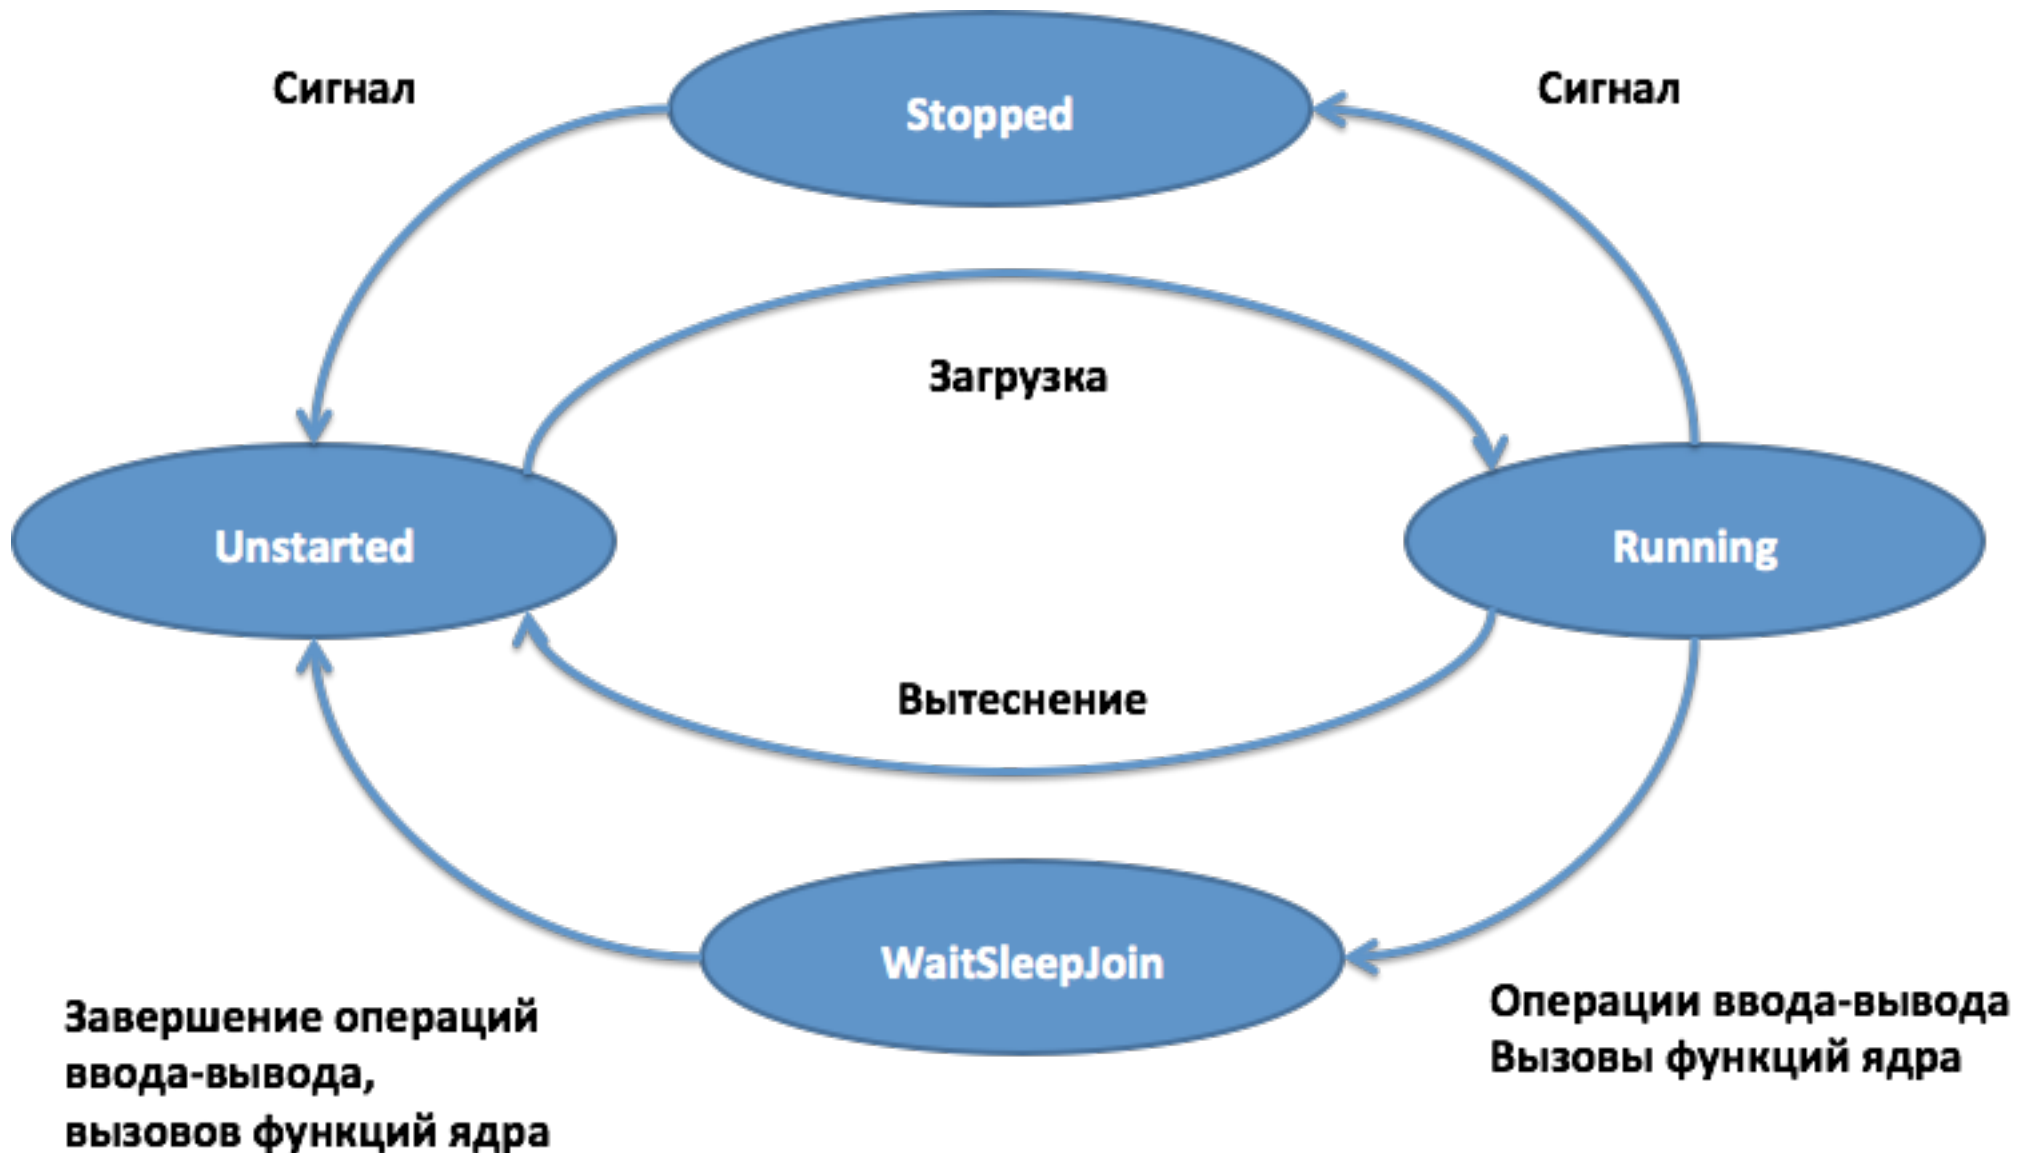 Сигнал
Сигнал
Stopped
Загрузка
Unstarted
Running
Вытеснение
WaitSleepJoin
Завершение операций
ввода-вывода,
вызовов функций ядра
Операции ввода-вывода
Вызовы функций ядра